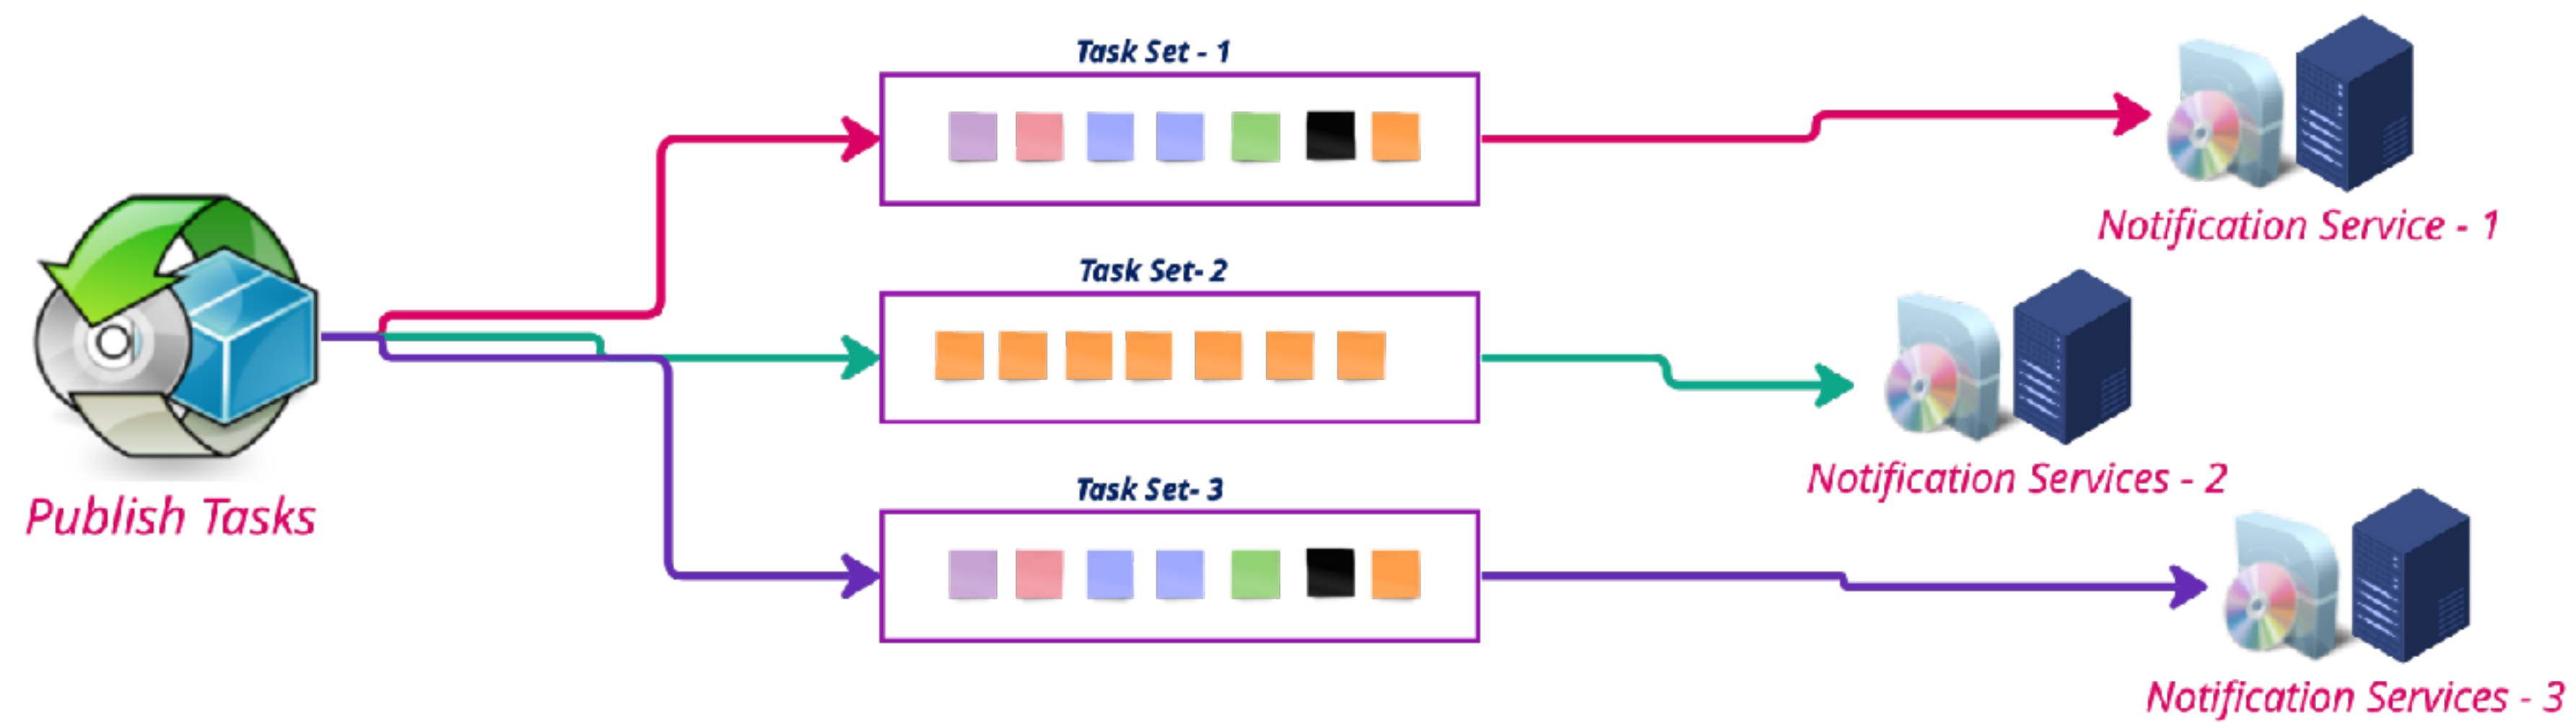 Task Set - 1
Notification Service - 1
Task Set- 2
Publish Tasks
Notification Services - 2
Task Set- 3
Notification Services - 3